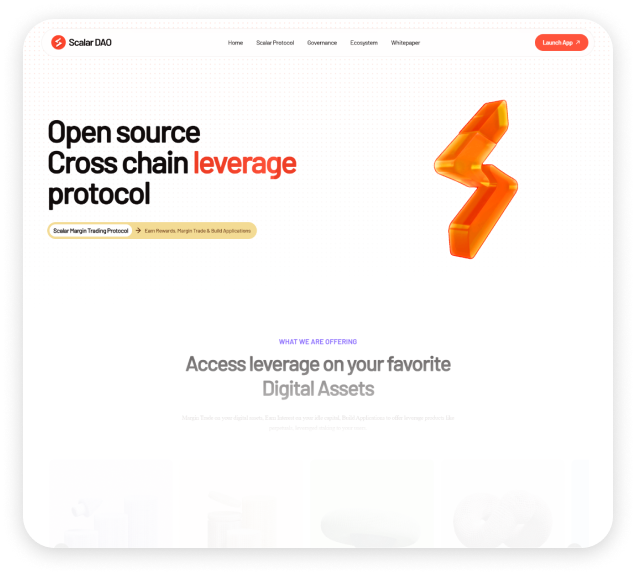 Scalar DAO
Home Scalar Protocol Governance Ecosystem Whitepaper
Launch App
Open source
Cross chain leverage
protocol
Scalar Margin Trading Protocol → Earn Rewards, Margin Trade & Build Applications
WHAT WE ARE OFFERING
Access leverage on your favorite
Digital Assets